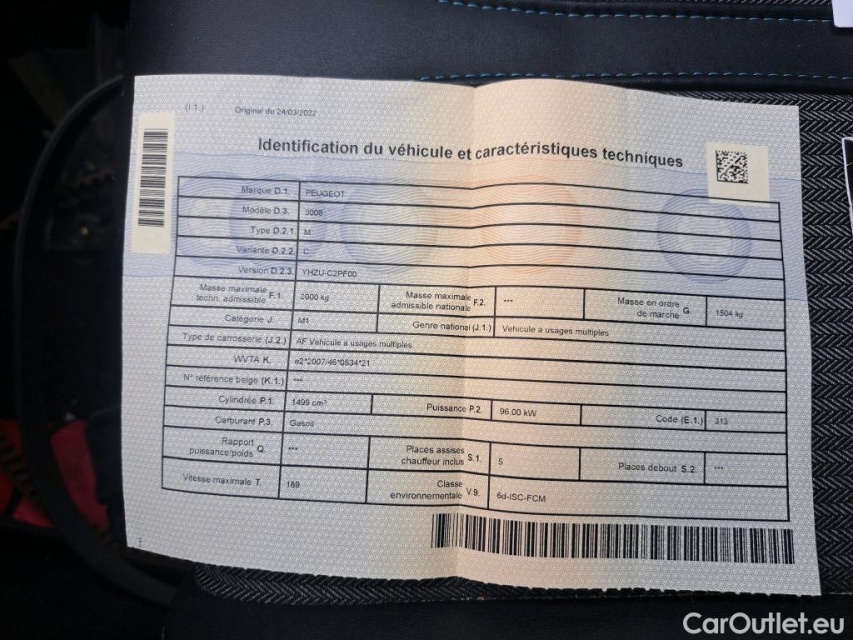 (I 1.) Original du 24/03/2022
Identification du véhicule et caractéristiques techniques
Marque D.1. PEUGEOT
Modèle D.3. 3008
Type D.2.1. M
Variante D.2.2. C
Version D.2.3. YHZU-C2PF00
Masse maximale techn. admissible F.1. 2000 kg Masse maximale admissible nationale F.2. --- Masse en ordre de marche G. 1504 kg
Catégorie J. M1 Genre national (J.1.) Vehicule a usages multiples
Type de carrosserie (J.2.) AF Vehicule a usages multiples
WVTA K. e2*2007/46*0534*21
N° référence belge (K.1.) ---
Cylindrée P.1. 1499 cm³ Puissance P.2. 96.00 kW Code (E.1.) 313
Carburant P.3. Gasoil
Rapport puissance/poids Q. --- Places assises chauffeur inclus S.1. 5 Places debout S.2. ---
Vitesse maximale T. 189 Classe environnementale V.9. 6d-ISC-FCM
CarOutlet.eu